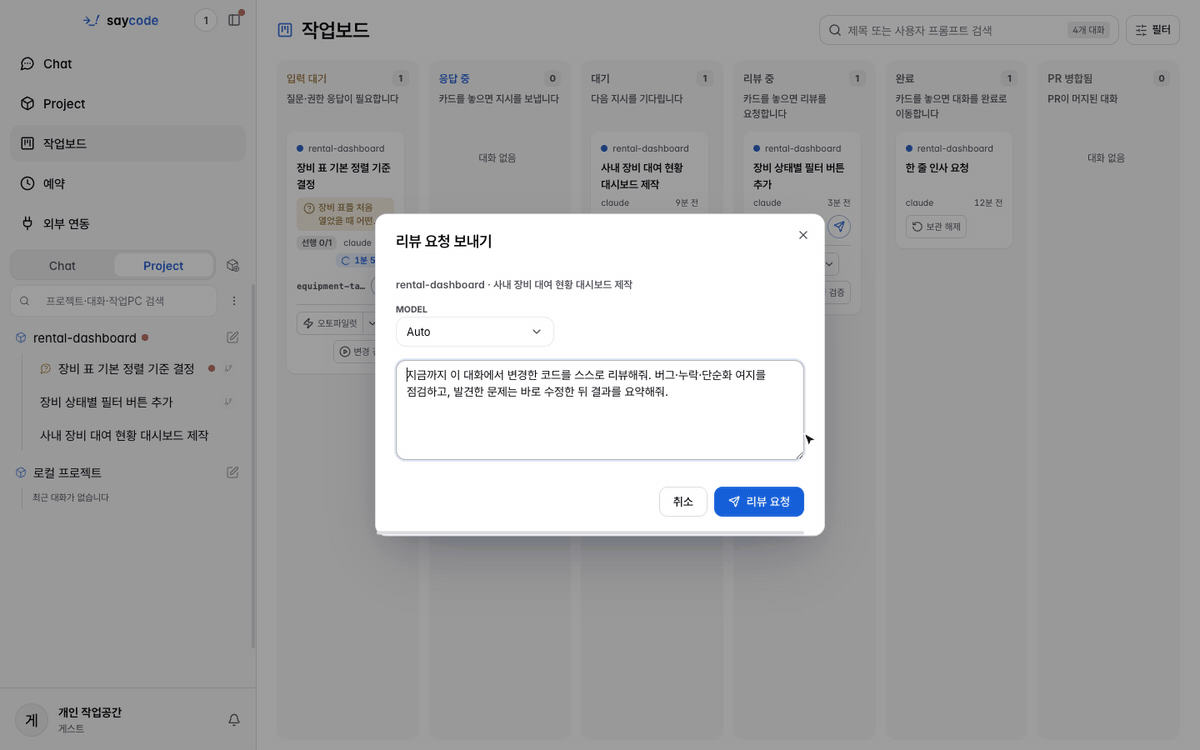 saycode
1
Chat
Project
작업보드
예약
외부 연동
Chat
Project
프로젝트·대화·작업PC 검색
rental-dashboard
장비 표 기본 정렬 기준 결정
장비 상태별 필터 버튼 추가
사내 장비 대여 현황 대시보드 제작
로컬 프로젝트
최근 대화가 없습니다
게
개인 작업공간
게스트
작업보드
제목 또는 사용자 프롬프트 검색
4개 대화
필터
입력 대기
1
질문·권한 응답이 필요합니다
rental-dashboard
장비 표 기본 정렬 기준
결정
장비 표를 처음
열었을 때 어떤
선행 0/1
claude
1분 5
equipment-ta…
오토파일럿
변경
응답 중
0
카드를 놓으면 지시를 보냅니다
대화 없음
대기
1
다음 지시를 기다립니다
rental-dashboard
사내 장비 대여 현황
대시보드 제작
claude
9분 전
리뷰 중
1
카드를 놓으면 리뷰를
요청합니다
rental-dashboard
장비 상태별 필터 버튼
추가
claude
3분 전
검증
완료
1
카드를 놓으면 대화를 완료로
이동합니다
rental-dashboard
한 줄 인사 요청
claude
12분 전
보관 해제
PR 병합됨
0
PR이 머지된 대화
대화 없음
리뷰 요청 보내기
rental-dashboard · 사내 장비 대여 현황 대시보드 제작
MODEL
Auto
지금까지 이 대화에서 변경한 코드를 스스로 리뷰해줘. 버그·누락·단순화 여지를
점검하고, 발견한 문제는 바로 수정한 뒤 결과를 요약해줘.
취소
리뷰 요청